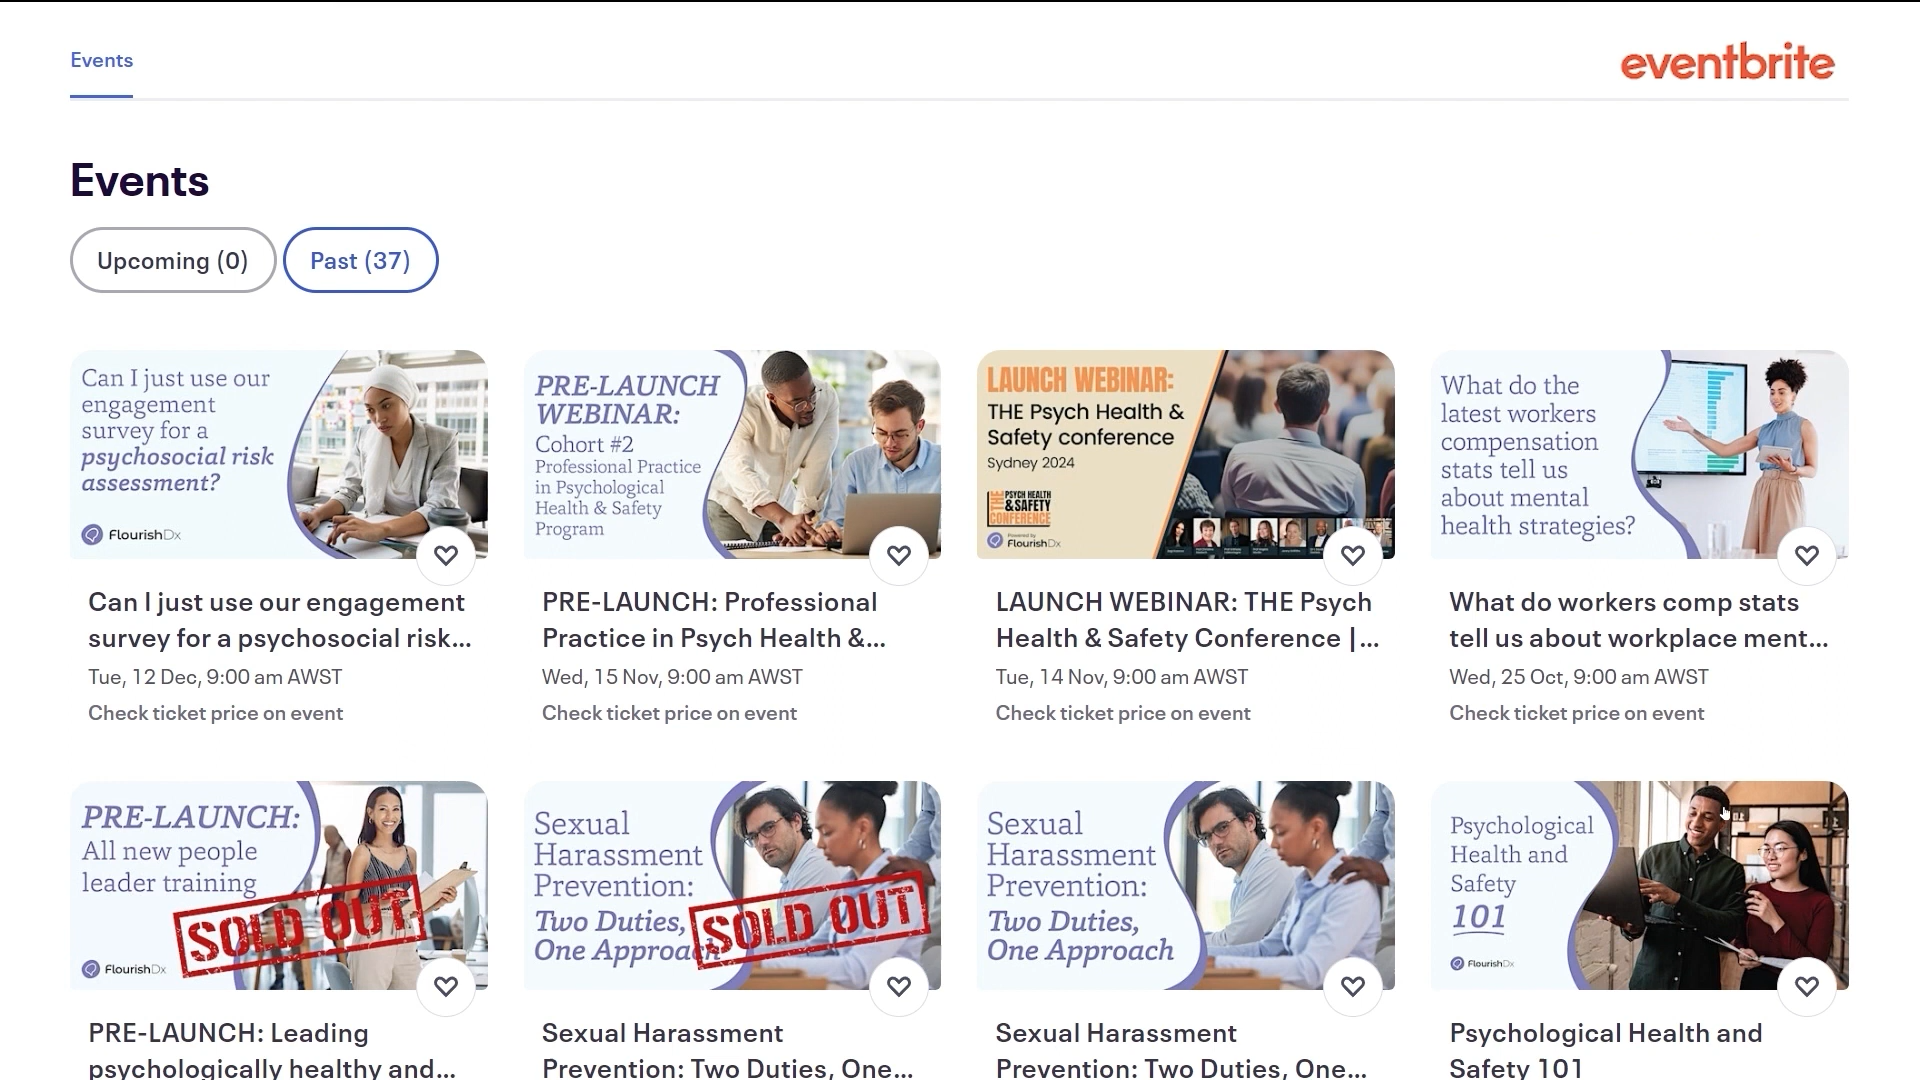 Events
eventbrite
Events
Upcoming (0)
Past (37)
Can I just use our
engagement
survey for a
psychosocial risk
assessment?
FlourishDx
PRE-LAUNCH
WEBINAR:
Cohort #2
Professional Practice
in Psychological
Health & Safety
Program
LAUNCH WEBINAR:
THE Psych Health &
Safety conference
Sydney 2024
THE PSYCH HEALTH
& SAFETY
CONFERENCE
Powered by
FlourishDx
What do the
latest workers
compensation
stats tell us
about mental
health strategies?
Can I just use our engagement
survey for a psychosocial risk...
Tue, 12 Dec, 9:00 am AWST
Check ticket price on event
PRE-LAUNCH: Professional
Practice in Psych Health &...
Wed, 15 Nov, 9:00 am AWST
Check ticket price on event
LAUNCH WEBINAR: THE Psych
Health & Safety Conference |...
Tue, 14 Nov, 9:00 am AWST
Check ticket price on event
What do workers comp stats
tell us about workplace ment...
Wed, 25 Oct, 9:00 am AWST
Check ticket price on event
PRE-LAUNCH:
All new people
leader training
SOLD OUT
FlourishDx
Sexual
Harassment
Prevention:
Two Duties,
One Approach
SOLD OUT
Sexual
Harassment
Prevention:
Two Duties,
One Approach
Psychological
Health and
Safety
101
FlourishDx
PRE-LAUNCH: Leading
psychologically healthy and...
Sexual Harassment
Prevention: Two Duties, One...
Sexual Harassment
Prevention: Two Duties, One...
Psychological Health and
Safety 101